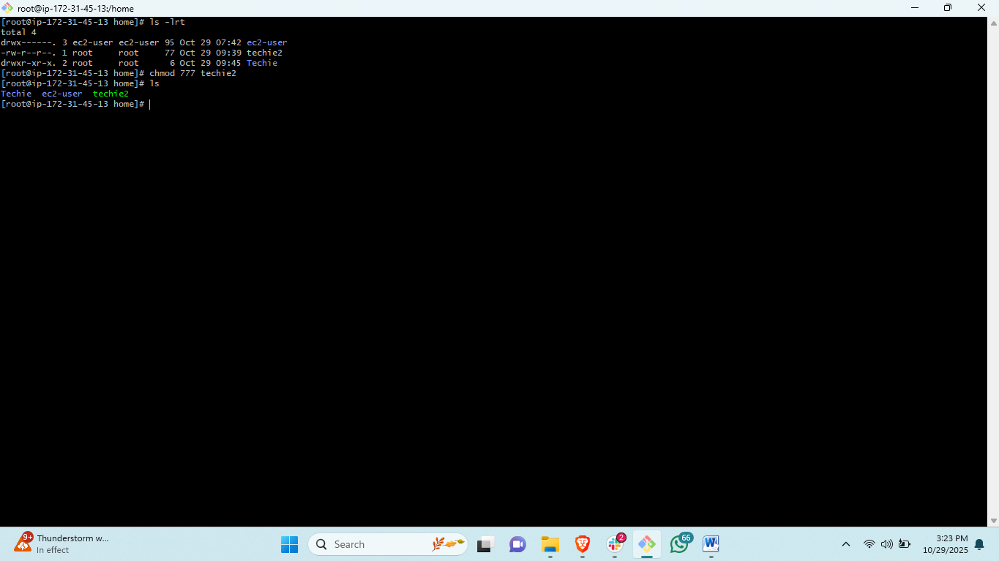 root@ip-172-31-45-13:/home
[root@ip-172-31-45-13 home]# ls -lrt
total 4
drwx------. 3 ec2-user ec2-user 95 Oct 29 07:42 ec2-user
-rw-r--r--. 1 root     root     77 Oct 29 09:39 techie2
drwxr-xr-x. 2 root     root      6 Oct 29 09:45 Techie
[root@ip-172-31-45-13 home]# chmod 777 techie2
[root@ip-172-31-45-13 home]# ls
Techie  ec2-user  techie2
[root@ip-172-31-45-13 home]#
9+
Thunderstorm w...
In effect
Search
2
66
W
3:23 PM
10/29/2025